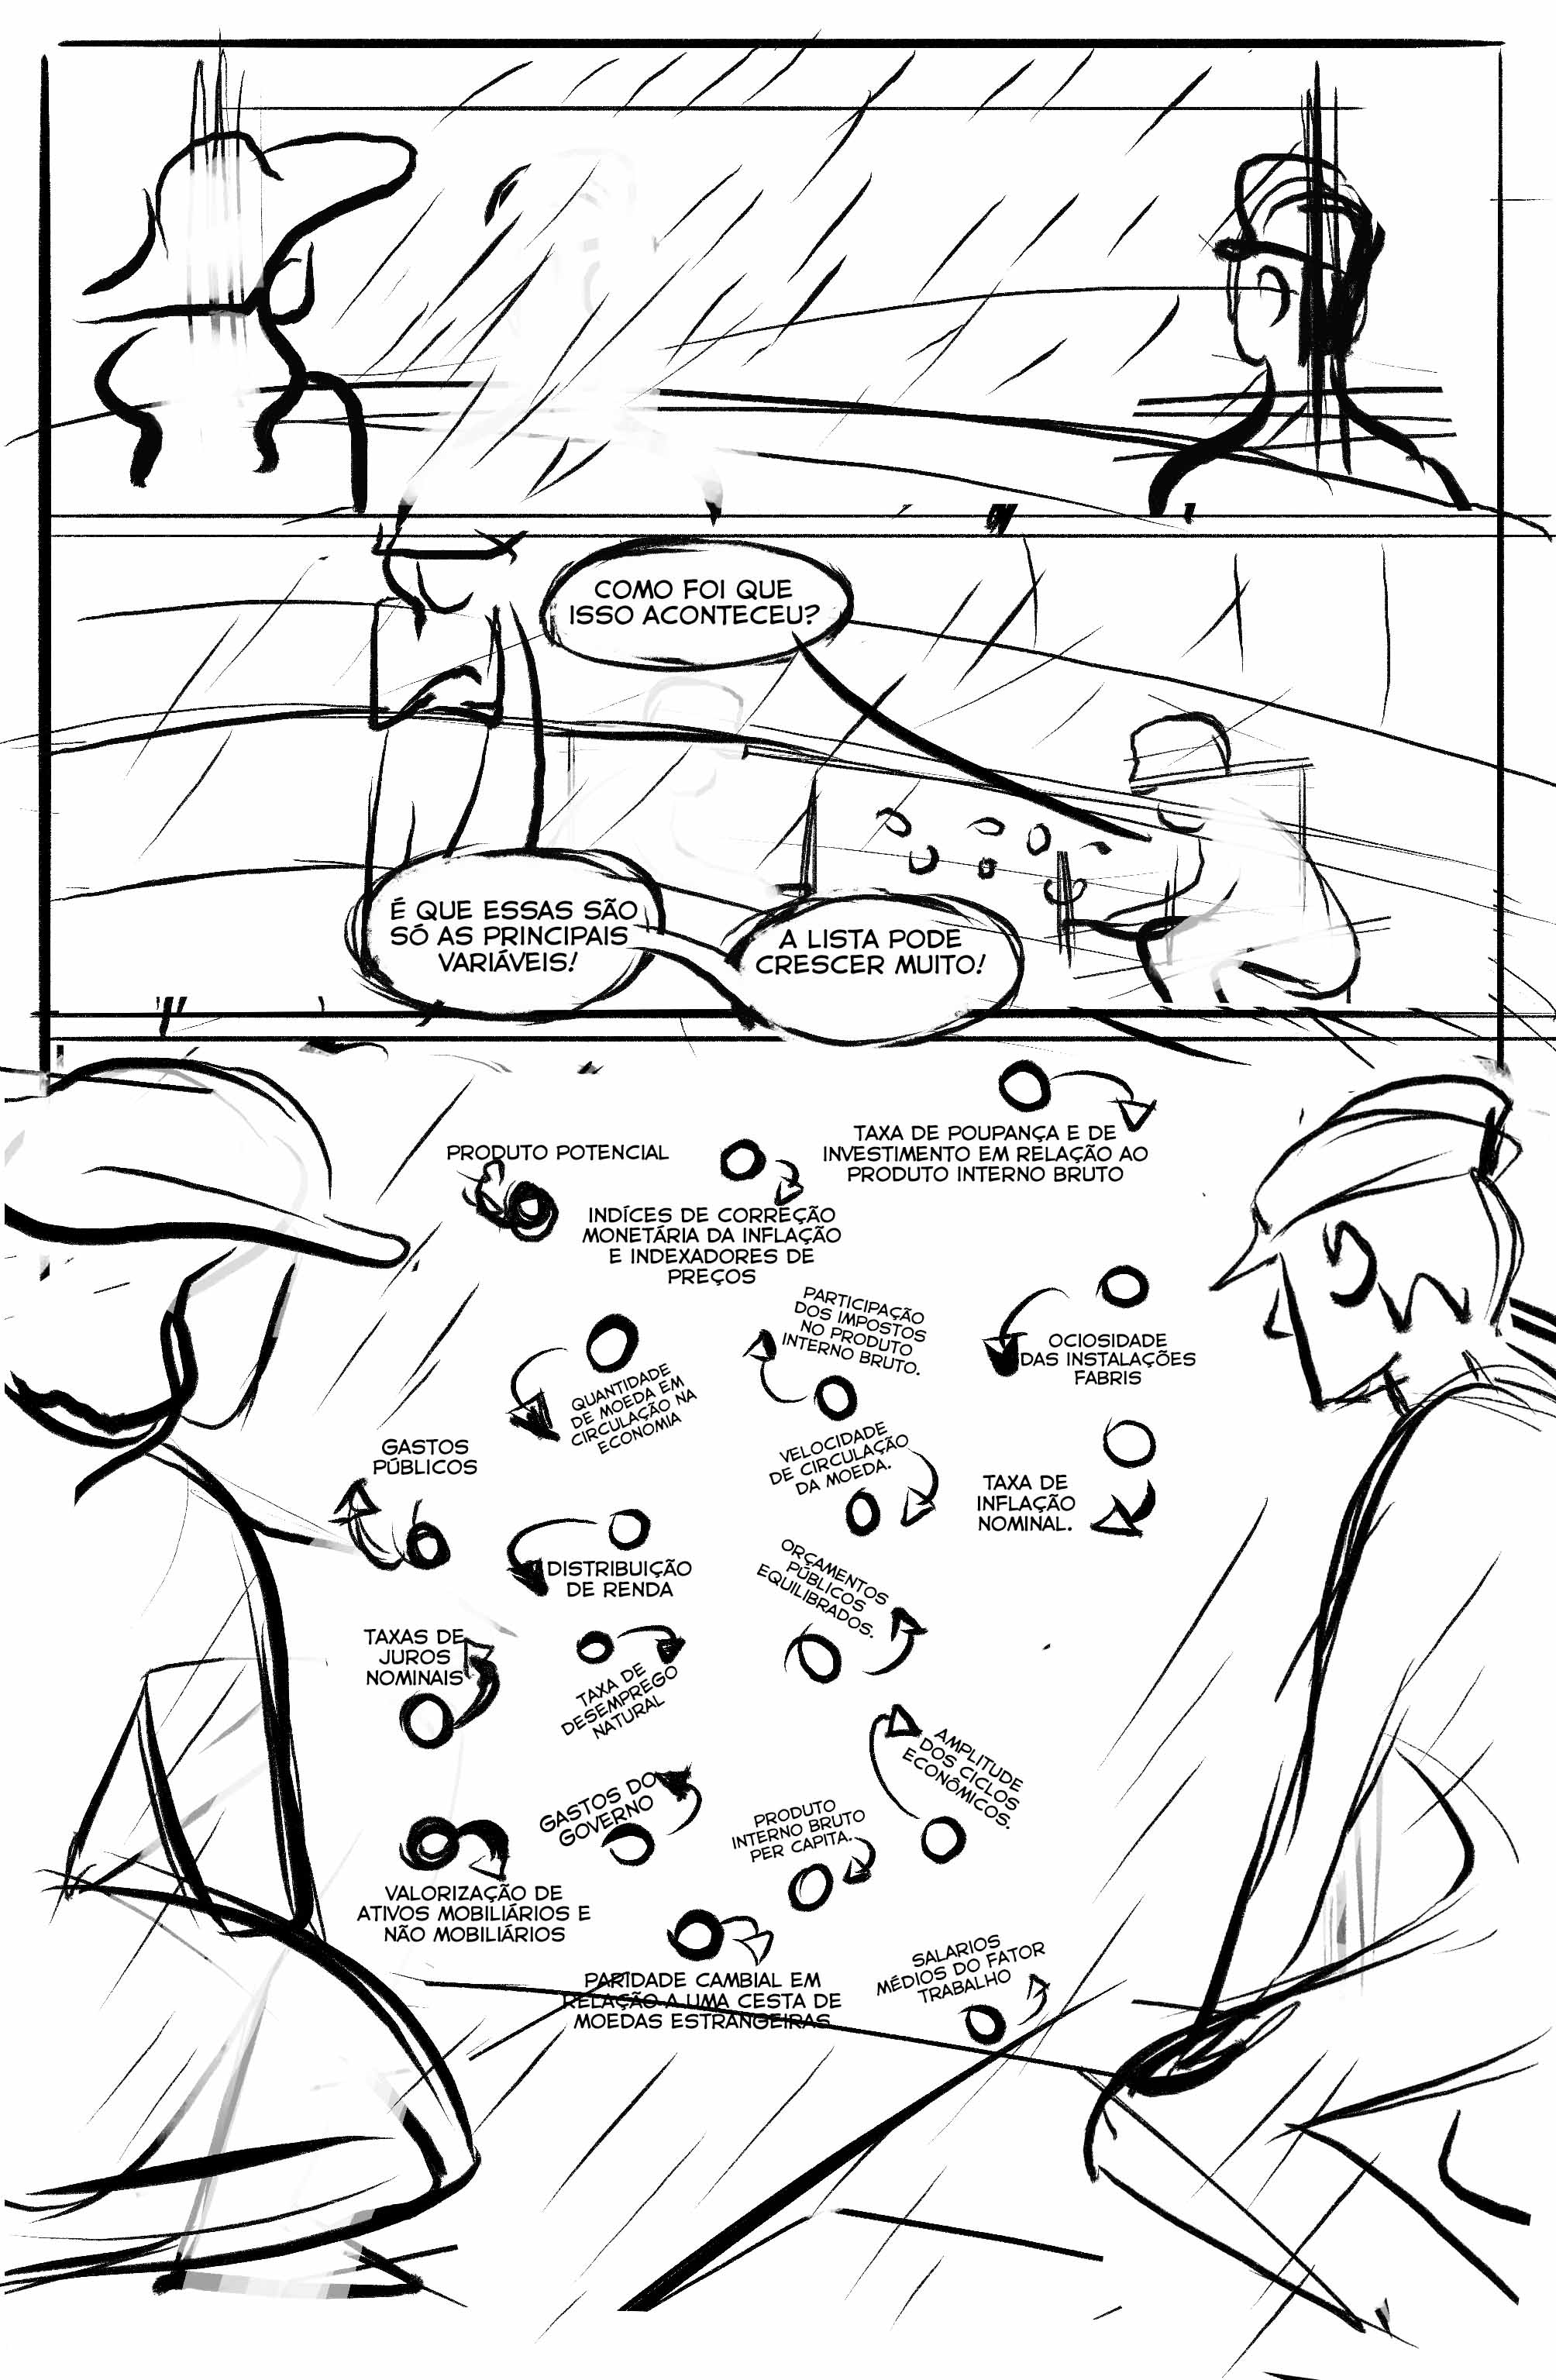 COMO FOI QUE
ISSO ACONTECEU?
É QUE ESSAS SÃO
SÓ AS PRINCIPAIS
VARIÁVEIS!
A LISTA PODE
CRESCER MUITO!
PRODUTO POTENCIAL
TAXA DE POUPANÇA E DE
INVESTIMENTO EM RELAÇÃO AO
PRODUTO INTERNO BRUTO
INDÍCES DE CORREÇÃO
MONETÁRIA DA INFLAÇÃO
E INDEXADORES DE
PREÇOS
PARTICIPAÇÃO
DOS IMPOSTOS
NO PRODUTO
INTERNO BRUTO.
OCIOSIDADE
DAS INSTALAÇÕES
FABRIS
QUANTIDADE
DE MOEDA EM
CIRCULAÇÃO NA
ECONOMIA
GASTOS
PÚBLICOS
VELOCIDADE
DE CIRCULAÇÃO
DA MOEDA.
TAXA DE
INFLAÇÃO
NOMINAL.
DISTRIBUIÇÃO
DE RENDA
ORÇAMENTOS
PÚBLICOS
EQUILIBRADOS.
TAXAS DE
JUROS
NOMINAIS
TAXA DE
DESEMPREGO
NATURAL
AMPLITUDE
DOS CICLOS
ECONÔMICOS.
GASTOS DO
GOVERNO
PRODUTO
INTERNO BRUTO
PER CAPITA.
VALORIZAÇÃO DE
ATIVOS MOBILIÁRIOS E
NÃO MOBILIÁRIOS
PARIDADE CAMBIAL EM
RELAÇÃO A UMA CESTA DE
MOEDAS ESTRANGEIRAS
SALARIOS
MÉDIOS DO FATOR
TRABALHO